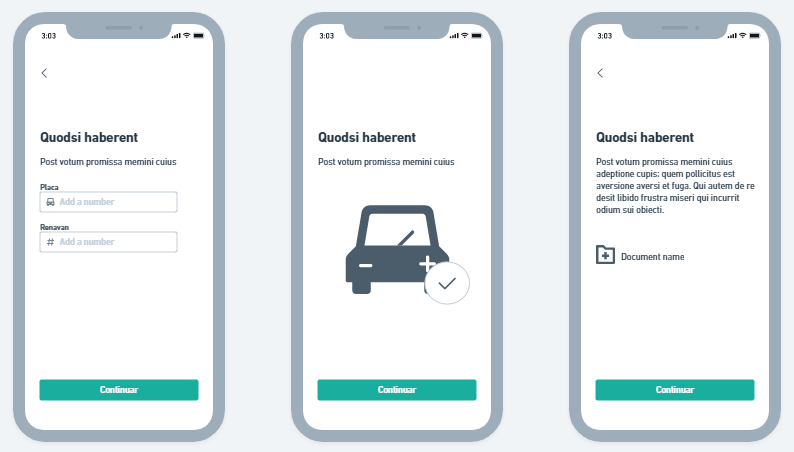 3:03
Quodsi haberent
Post votum promissa memini cuius
Placa
Add a number
Renavan
# Add a number
Continuar
3:03
Quodsi haberent
Post votum promissa memini cuius
Continuar
3:03
Quodsi haberent
Post votum promissa memini cuius
adeptione cupis; quem pollicitus est
aversione aversi et fuga. Qui autem de re
desit libido frustra miseri qui incurrit
odium sui obiecti.
Document name
Continuar